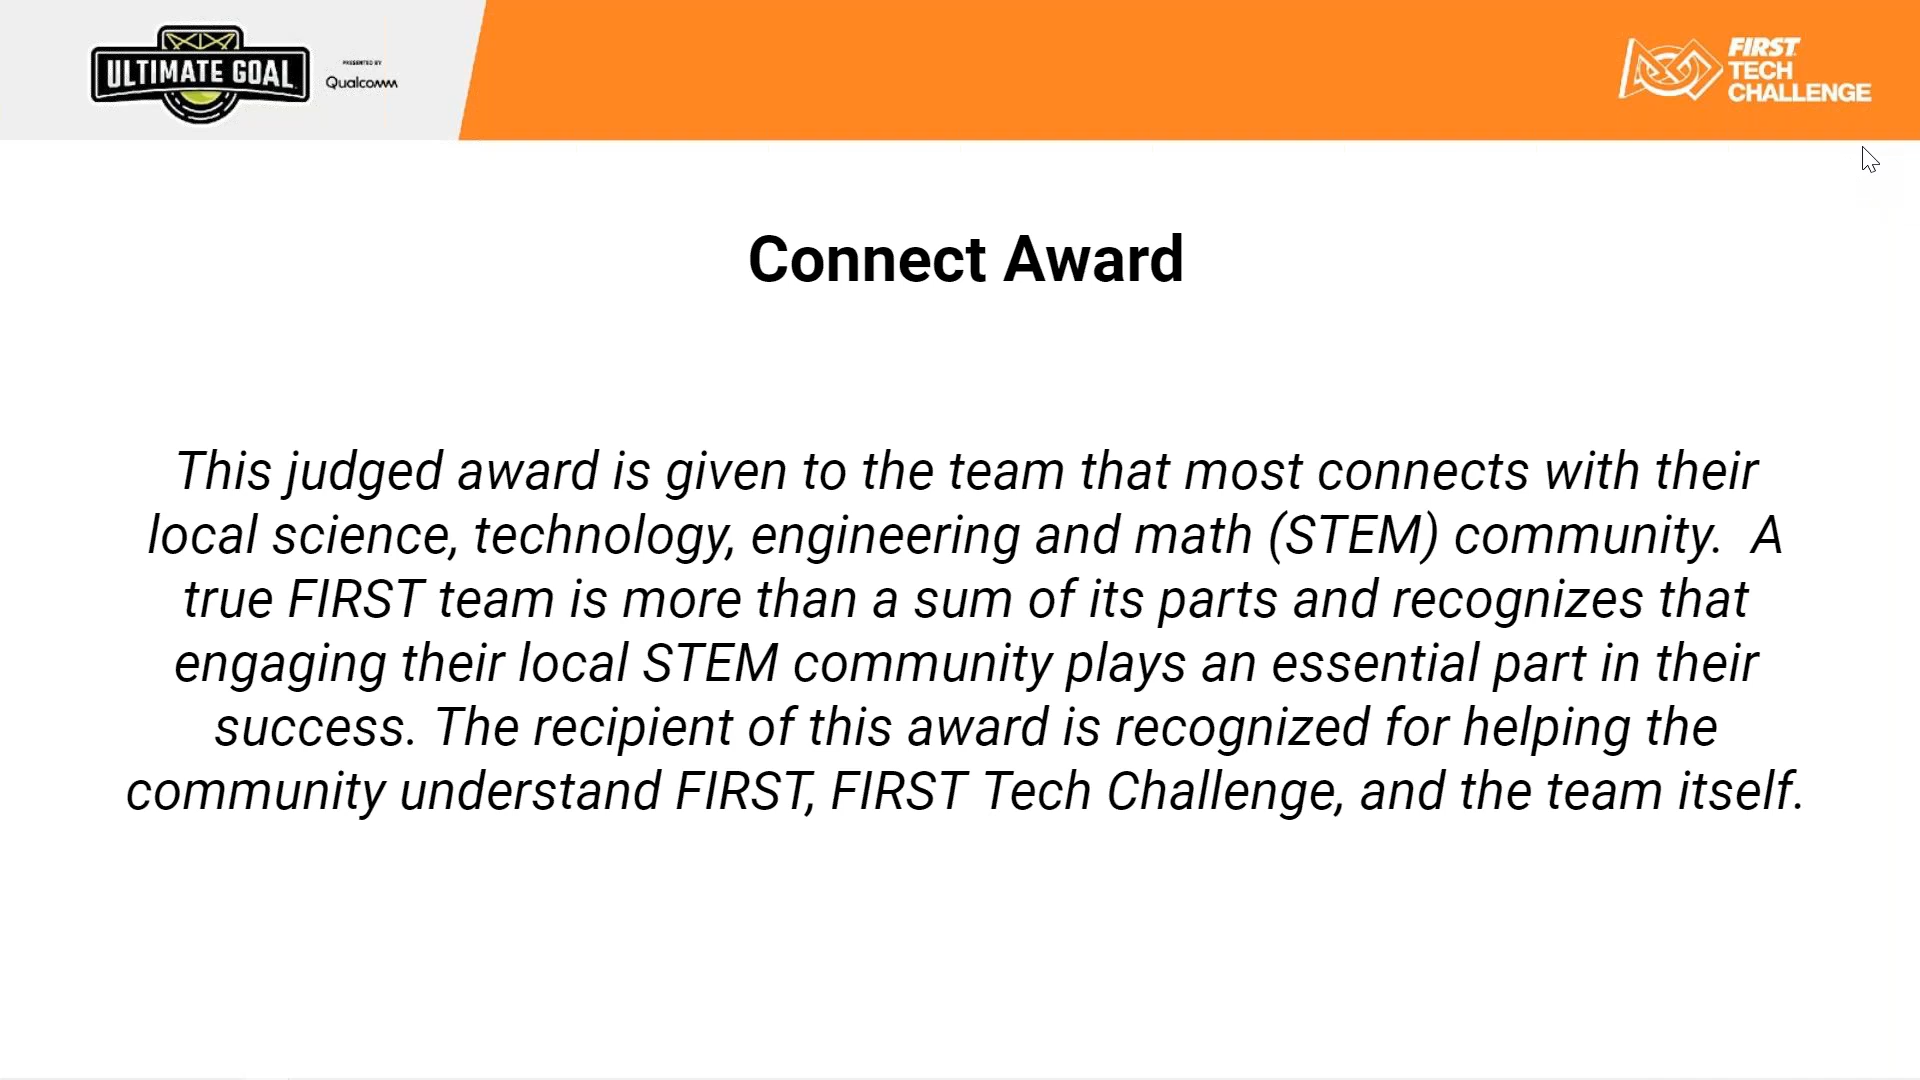 ULTIMATE GOAL
PRESENTED BY
Qualcomm
FIRST
TECH
CHALLENGE
Connect Award
This judged award is given to the team that most connects with their
local science, technology, engineering and math (STEM) community.  A
true FIRST team is more than a sum of its parts and recognizes that
engaging their local STEM community plays an essential part in their
success. The recipient of this award is recognized for helping the
community understand FIRST, FIRST Tech Challenge, and the team itself.